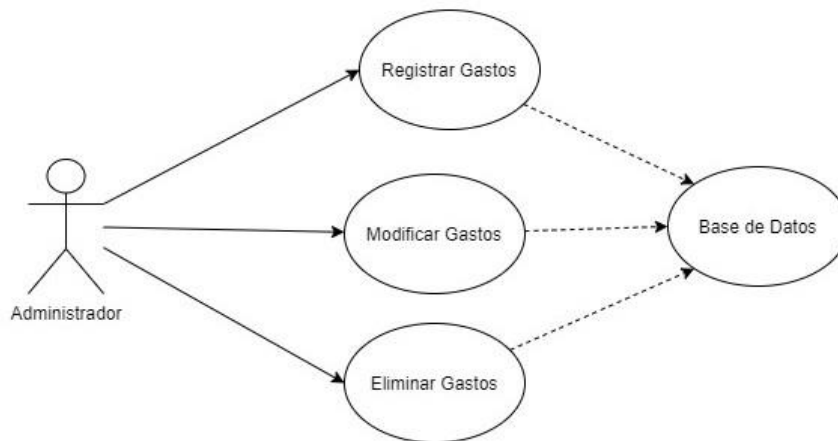 Registrar Gastos
Modificar Gastos
Base de Datos
Administrador
Eliminar Gastos